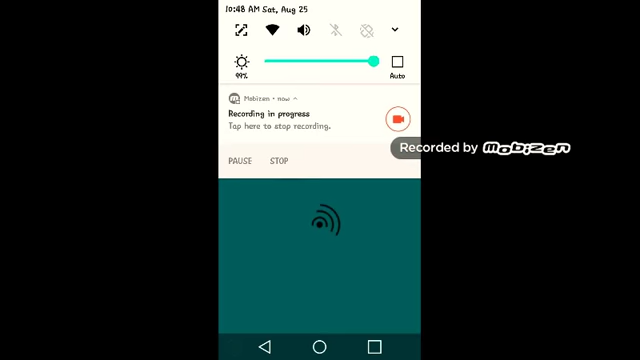 10:48 AM Sat, Aug 25
99%
Auto
Mobizen • now
Recording in progress
Tap here to stop recording.
Recorded by mobizen
PAUSE STOP